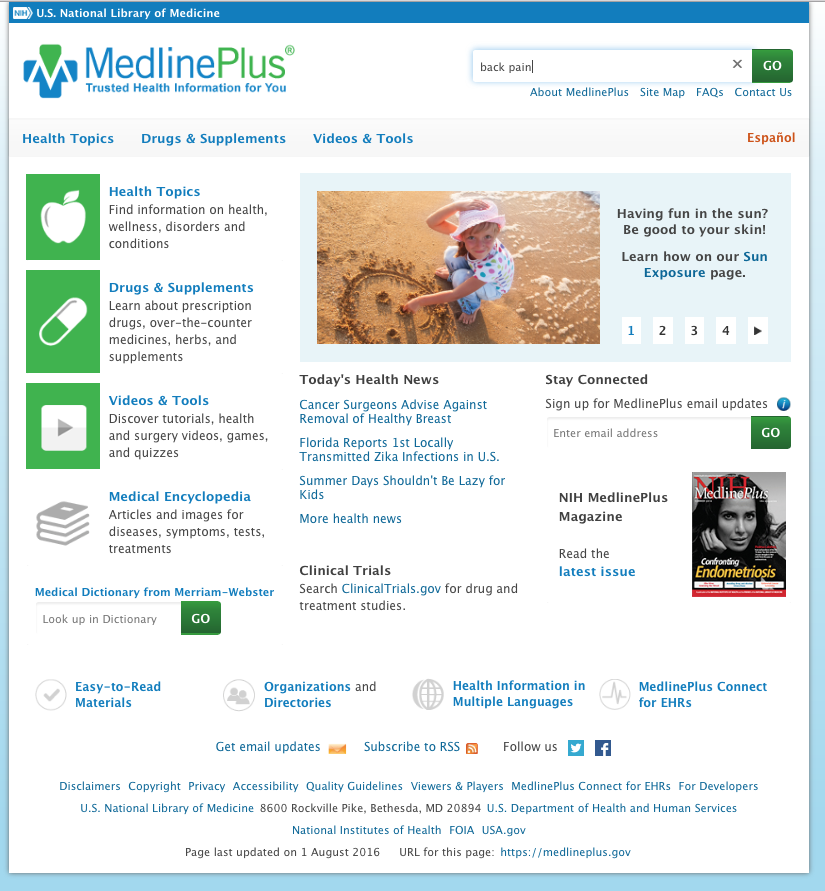 NIH U.S. National Library of Medicine
MedlinePlus®
Trusted Health Information for You
back pain
GO
About MedlinePlus Site Map FAQs Contact Us
Health Topics Drugs & Supplements Videos & Tools Español
Health Topics
Find information on health,
wellness, disorders and
conditions
Drugs & Supplements
Learn about prescription
drugs, over-the-counter
medicines, herbs, and
supplements
Videos & Tools
Discover tutorials, health
and surgery videos, games,
and quizzes
Medical Encyclopedia
Articles and images for
diseases, symptoms, tests,
treatments
Medical Dictionary from Merriam-Webster
Look up in Dictionary GO
Having fun in the sun?
Be good to your skin!
Learn how on our Sun
Exposure page.
1 2 3 4
Today's Health News
Cancer Surgeons Advise Against
Removal of Healthy Breast
Florida Reports 1st Locally
Transmitted Zika Infections in U.S.
Summer Days Shouldn't Be Lazy for
Kids
More health news
Clinical Trials
Search ClinicalTrials.gov for drug and
treatment studies.
Stay Connected
Sign up for MedlinePlus email updates i
Enter email address GO
NIH MedlinePlus
Magazine
Read the
latest issue
NIH
MedlinePlus
Confronting
Endometriosis
Easy-to-Read
Materials
Organizations and
Directories
Health Information in
Multiple Languages
MedlinePlus Connect
for EHRs
Get email updates Subscribe to RSS Follow us
Disclaimers Copyright Privacy Accessibility Quality Guidelines Viewers & Players MedlinePlus Connect for EHRs For Developers
U.S. National Library of Medicine 8600 Rockville Pike, Bethesda, MD 20894 U.S. Department of Health and Human Services
National Institutes of Health FOIA USA.gov
Page last updated on 1 August 2016 URL for this page: https://medlineplus.gov